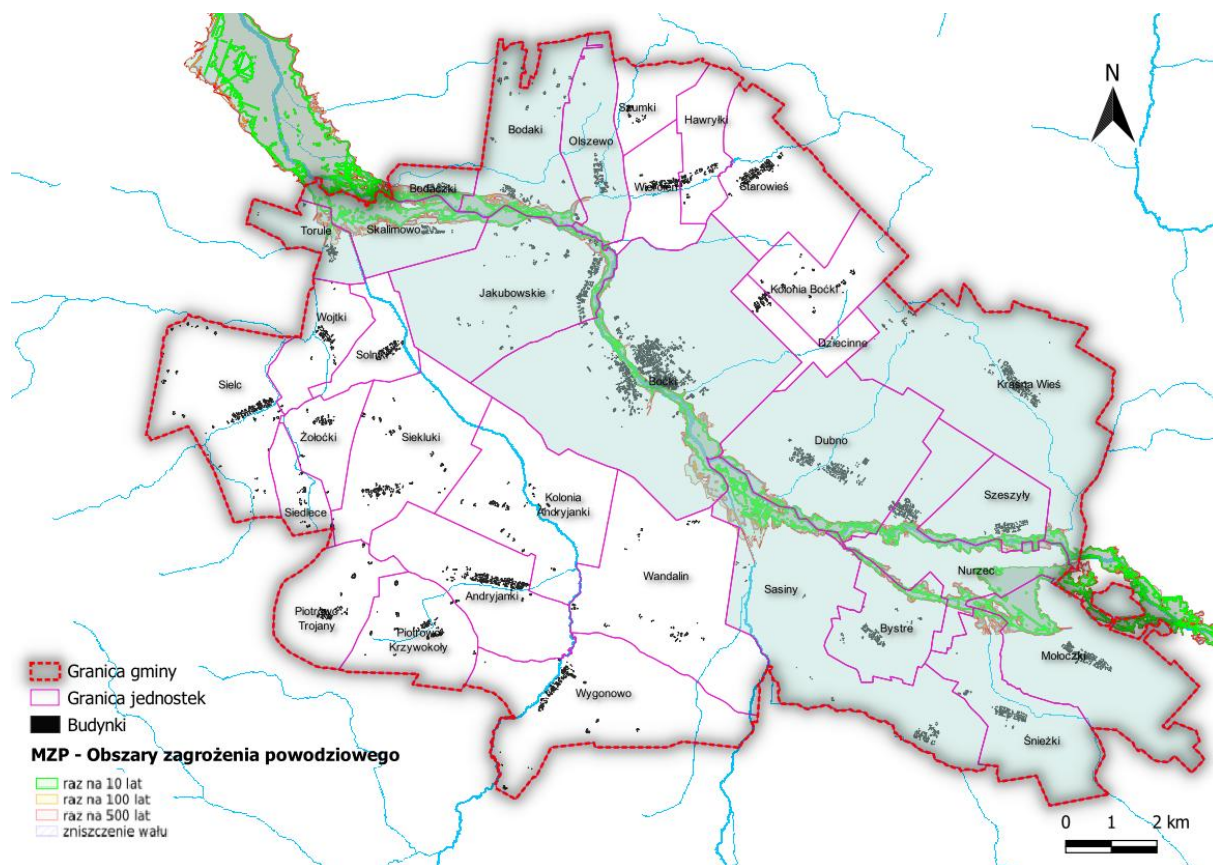 N
Szumki
Hawryłki
Bodaki
Olszewo
Wiercień
Starowieś
Bodaczki
Torule
Skalimowo
Jakubowskie
Kolonia Boćki
Wojtki
Solniki
Dziecinne
Sielc
Boćki
Krasna Wieś
Żołoćki
Siekluki
Dubno
Szeszyły
Siedlece
Kolonia
Andryjanki
Wandalin
Nurzec
Sasiny
Andryjanki
Piotrowo
Trojany
Piotrowo
Krzywokoły
Bystre
Mołoczki
Wygonowo
Śnieżki
Granica gminy
Granica jednostek
Budynki
MZP - Obszary zagrożenia powodziowego
raz na 10 lat
raz na 100 lat
raz na 500 lat
zniszczenie wału
0 1 2 km